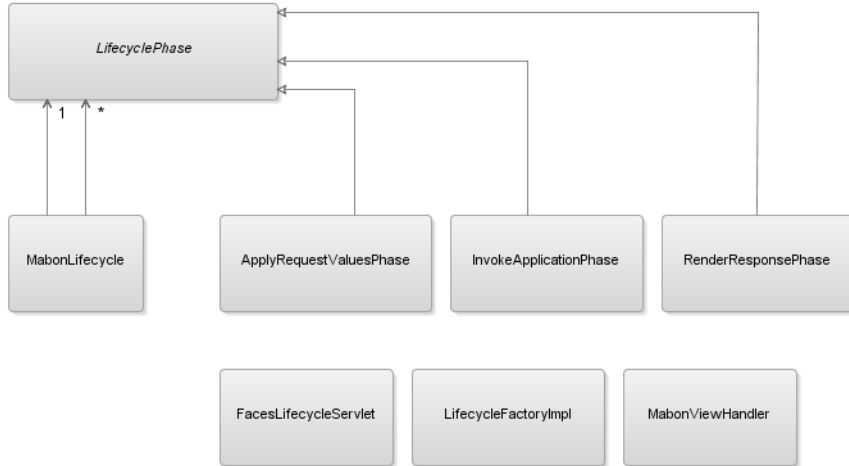 LifecyclePhase
1
*
MabonLifecycle
ApplyRequestValuesPhase
InvokeApplicationPhase
RenderResponsePhase
FacesLifecycleServlet
LifecycleFactoryImpl
MabonViewHandler